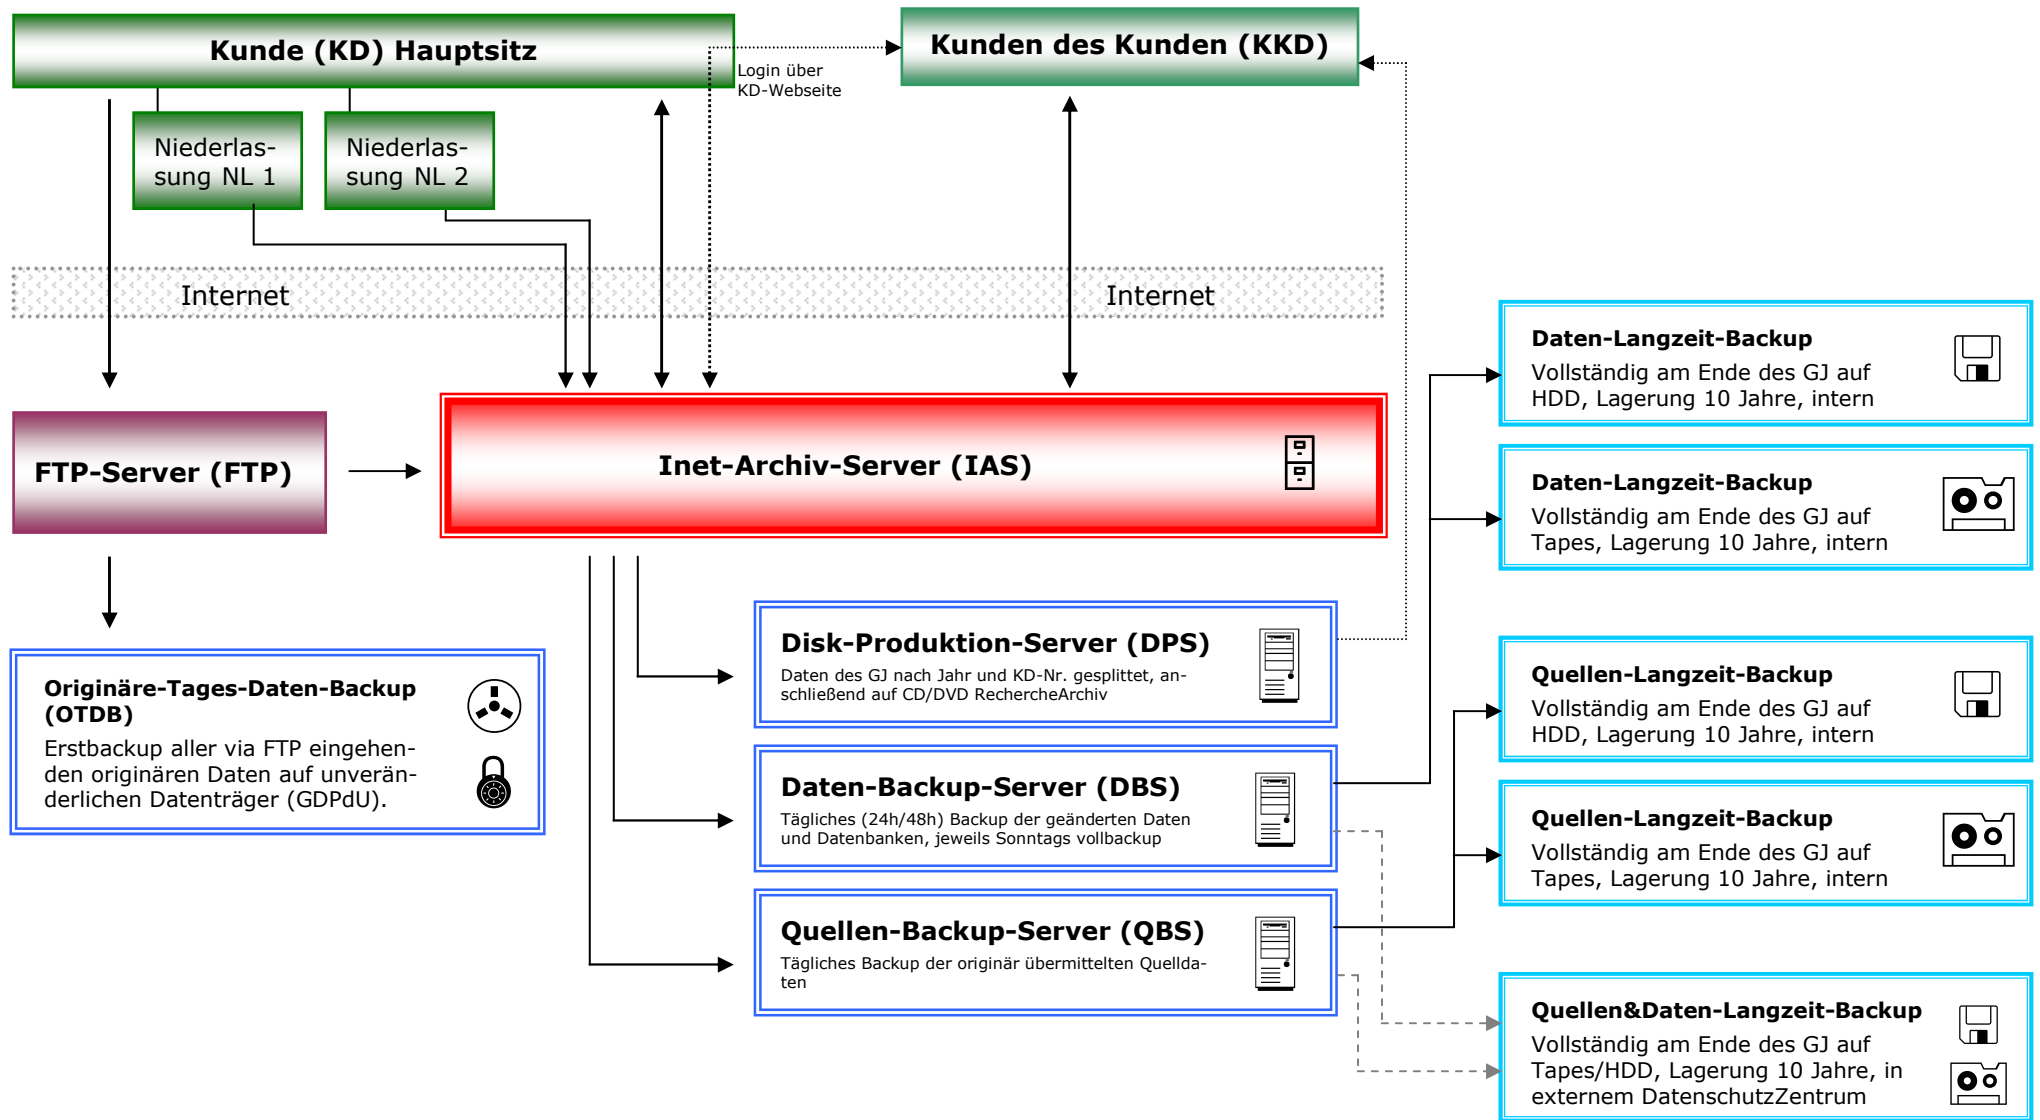 Kunde (KD) Hauptsitz
Kunden des Kunden (KKD)
Login über
KD-Webseite
Niederlas-
sung NL 1
Niederlas-
sung NL 2
Internet
Internet
FTP-Server (FTP)
Inet-Archiv-Server (IAS)
Originäre-Tages-Daten-Backup
(OTDB)
Erstbackup aller via FTP eingehen-
den originären Daten auf unverän-
derlichen Datenträger (GDPdU).
Disk-Produktion-Server (DPS)
Daten des GJ nach Jahr und KD-Nr. gesplittet, an-
schließend auf CD/DVD RechercheArchiv
Daten-Backup-Server (DBS)
Tägliches (24h/48h) Backup der geänderten Daten
und Datenbanken, jeweils Sonntags vollbackup
Quellen-Backup-Server (QBS)
Tägliches Backup der originär übermittelten Quellda-
ten
Daten-Langzeit-Backup
Vollständig am Ende des GJ auf
HDD, Lagerung 10 Jahre, intern
Daten-Langzeit-Backup
Vollständig am Ende des GJ auf
Tapes, Lagerung 10 Jahre, intern
Quellen-Langzeit-Backup
Vollständig am Ende des GJ auf
HDD, Lagerung 10 Jahre, intern
Quellen-Langzeit-Backup
Vollständig am Ende des GJ auf
Tapes, Lagerung 10 Jahre, intern
Quellen&Daten-Langzeit-Backup
Vollständig am Ende des GJ auf
Tapes/HDD, Lagerung 10 Jahre, in
externem DatenschutzZentrum